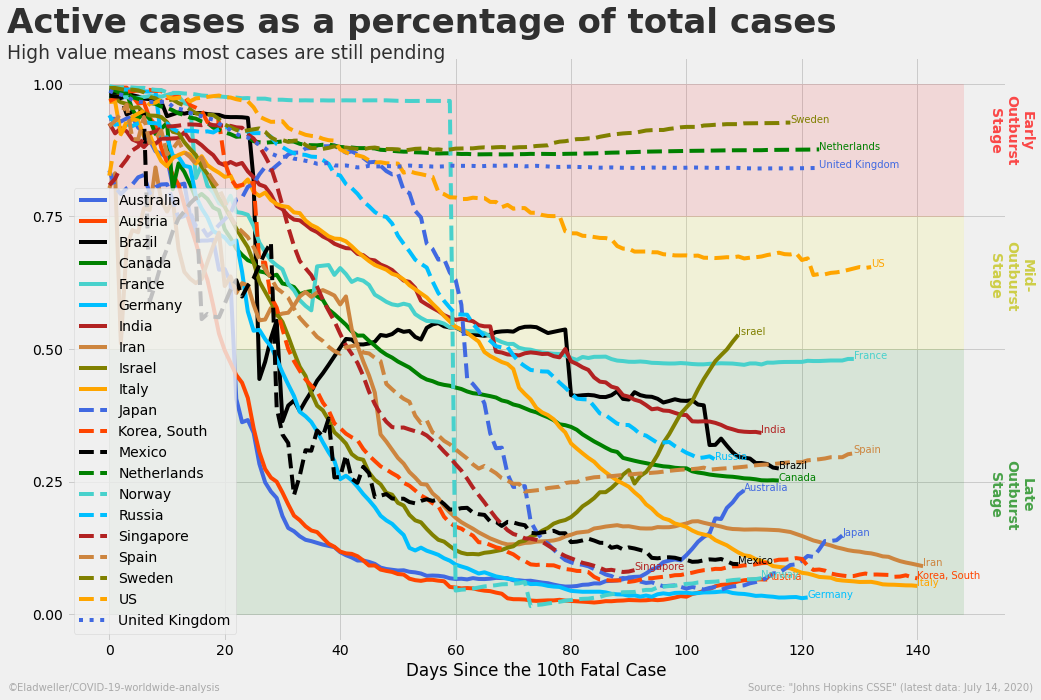 Active cases as a percentage of total cases
High value means most cases are still pending
1.00
0.75
0.50
0.25
0.00
0
20
40
60
80
100
120
140
Days Since the 10th Fatal Case
Australia
Austria
Brazil
Canada
France
Germany
India
Iran
Israel
Italy
Japan
Korea, South
Mexico
Netherlands
Norway
Russia
Singapore
Spain
Sweden
US
United Kingdom
Sweden
Netherlands
United Kingdom
US
Israel
France
India
Spain
Russia
Brazil
Canada
Australia
Japan
Mexico
Singapore
Iran
Korea, South
Austria
Italy
Germany
Early
Outburst
Stage
Mid-
Outburst
Stage
Late
Outburst
Stage
©Eladweller/COVID-19-worldwide-analysis
Source: "Johns Hopkins CSSE" (latest data: July 14, 2020)